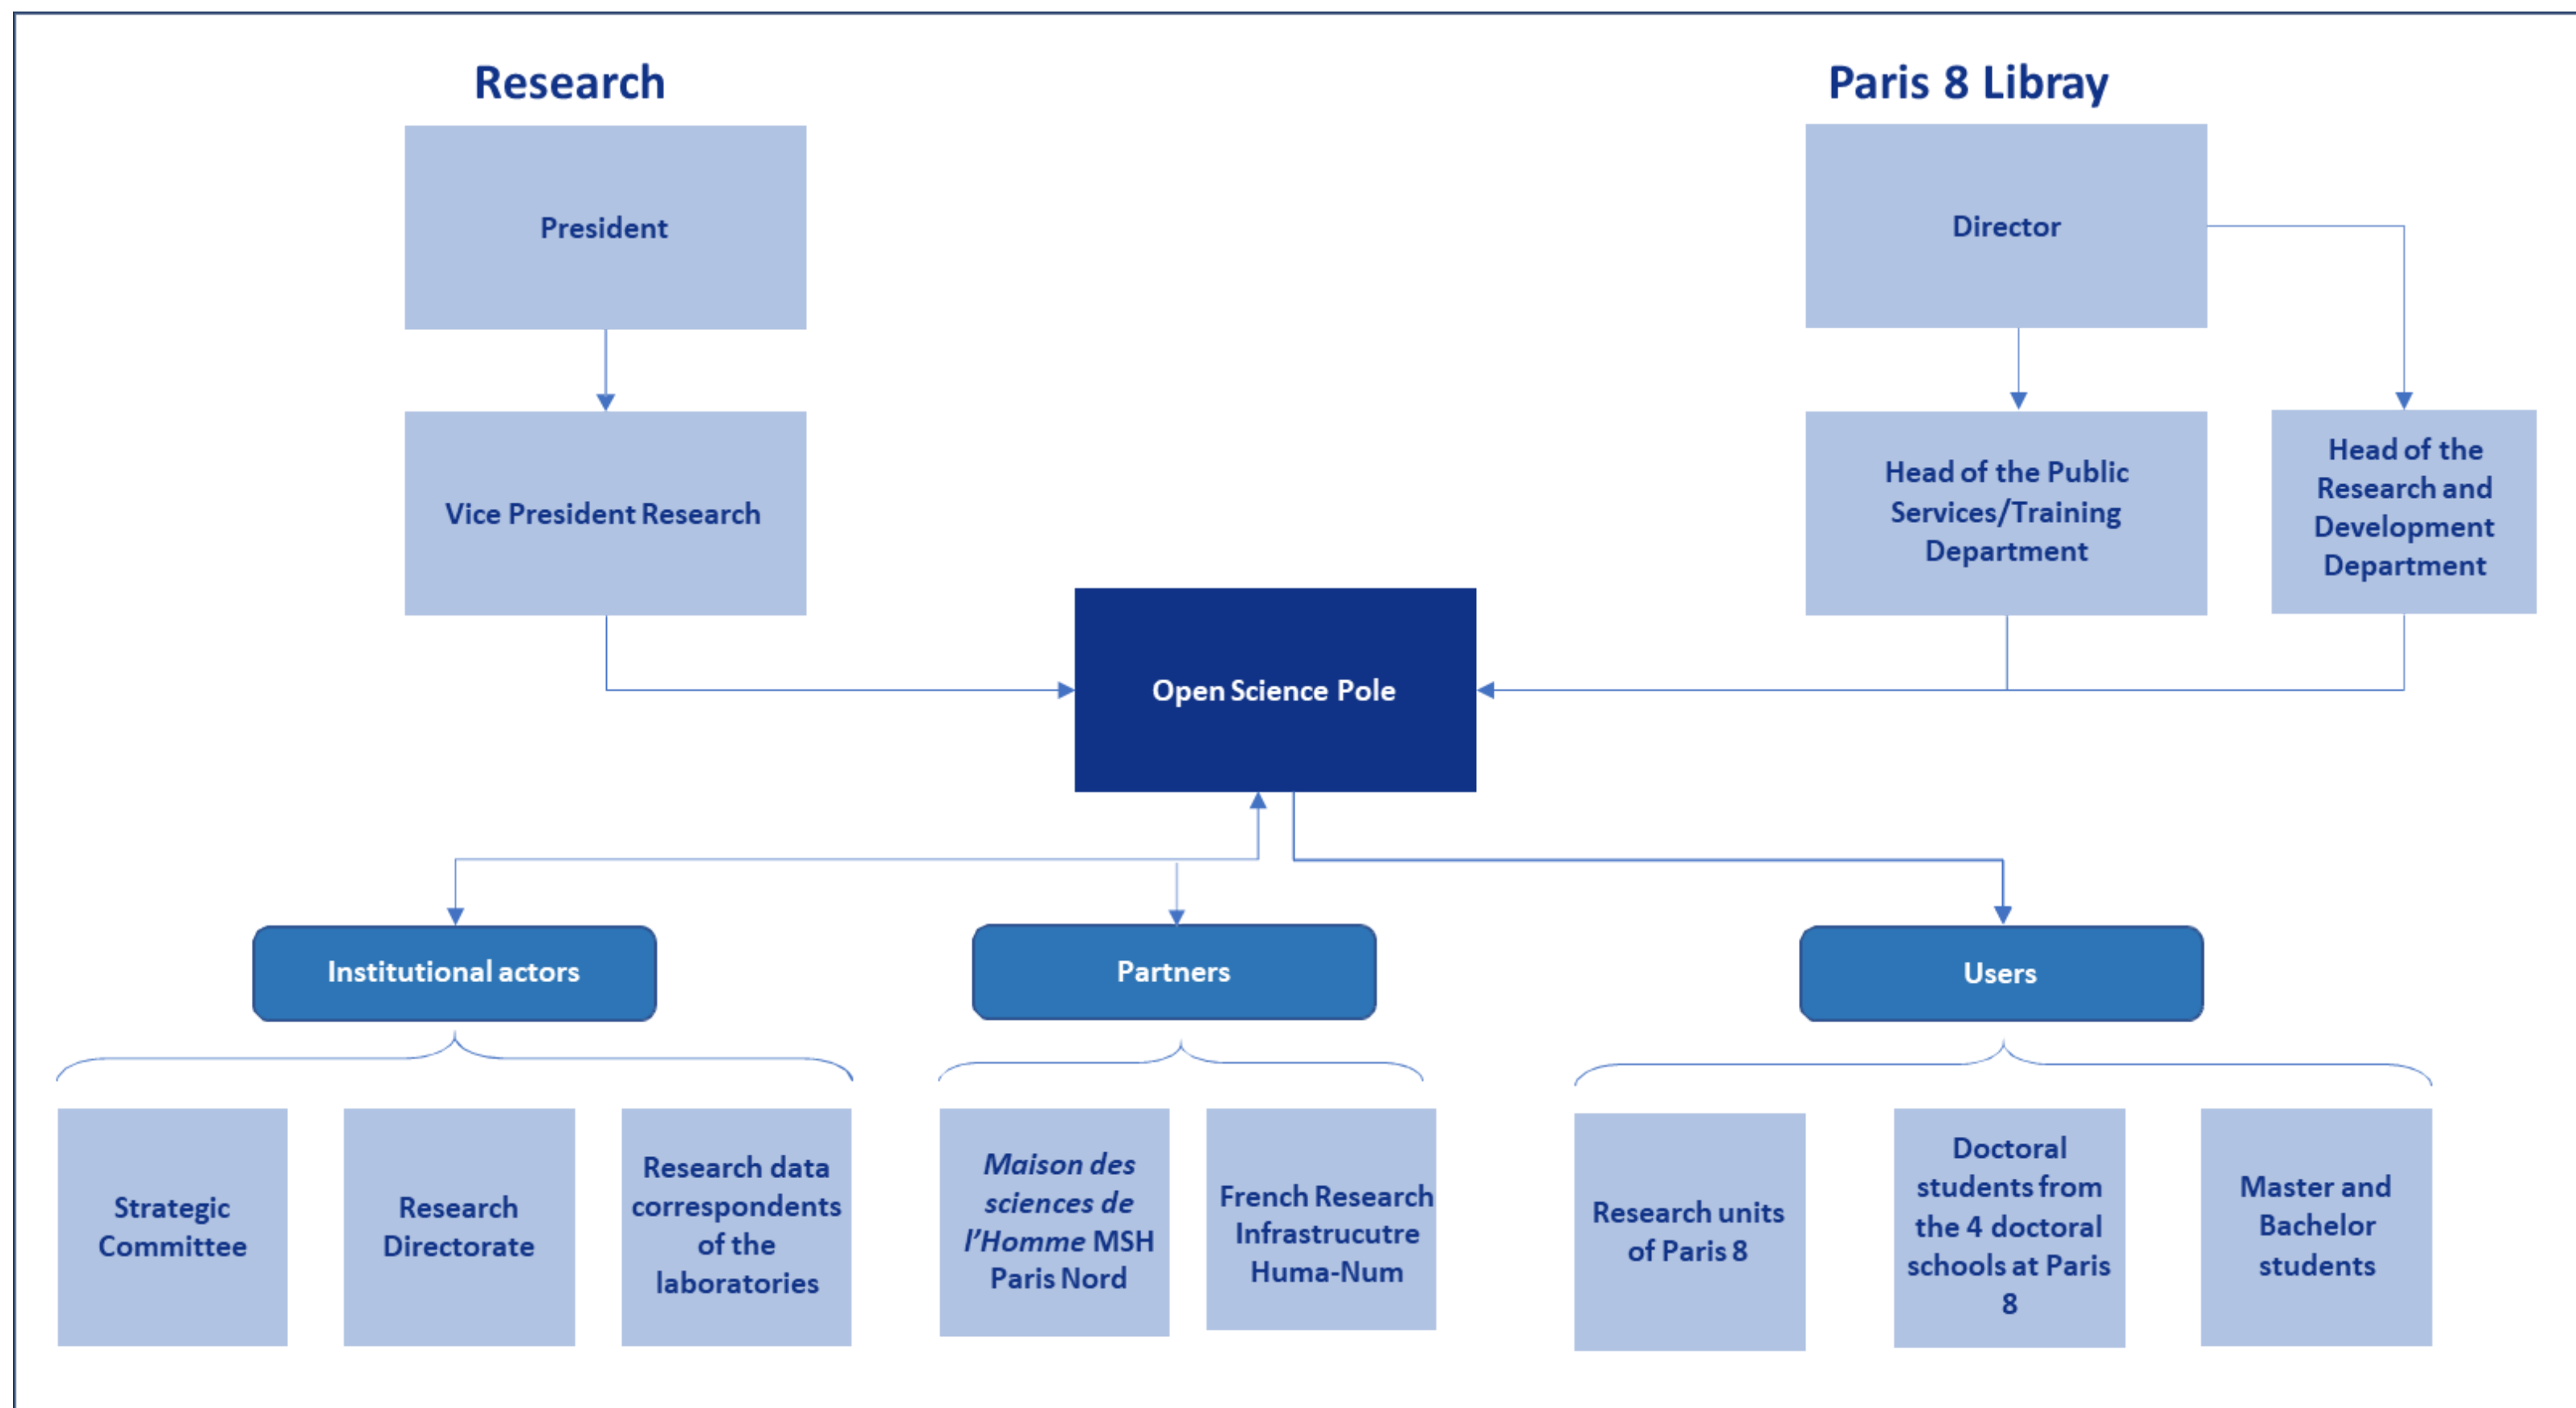 Research
Paris 8 Libray
President
Director
Vice President Research
Head of the Public
Services/Training
Department
Head of the
Research and
Development
Department
Open Science Pole
Institutional actors
Partners
Users
Strategic
Committee
Research
Directorate
Research data
correspondents
of the
laboratories
Maison des
sciences de
l’Homme MSH
Paris Nord
French Research
Infrastrucutre
Huma-Num
Research units
of Paris 8
Doctoral
students from
the 4 doctoral
schools at Paris
8
Master and
Bachelor
students